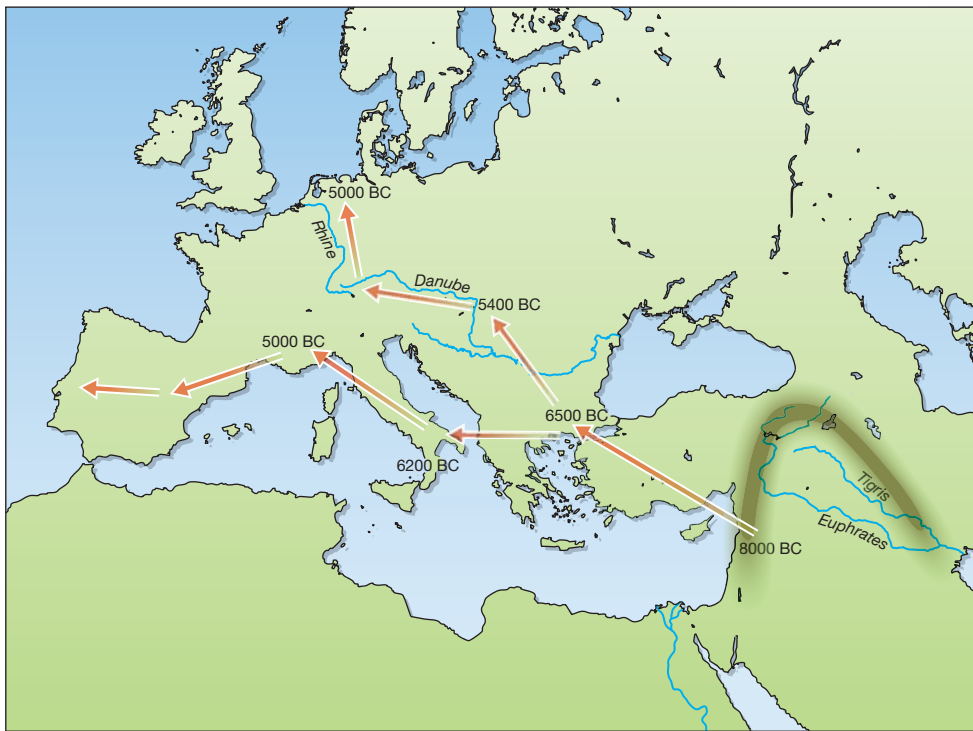 5000 BC
Rhine
Danube
5400 BC
5000 BC
6500 BC
6200 BC
Tigris
Euphrates
8000 BC